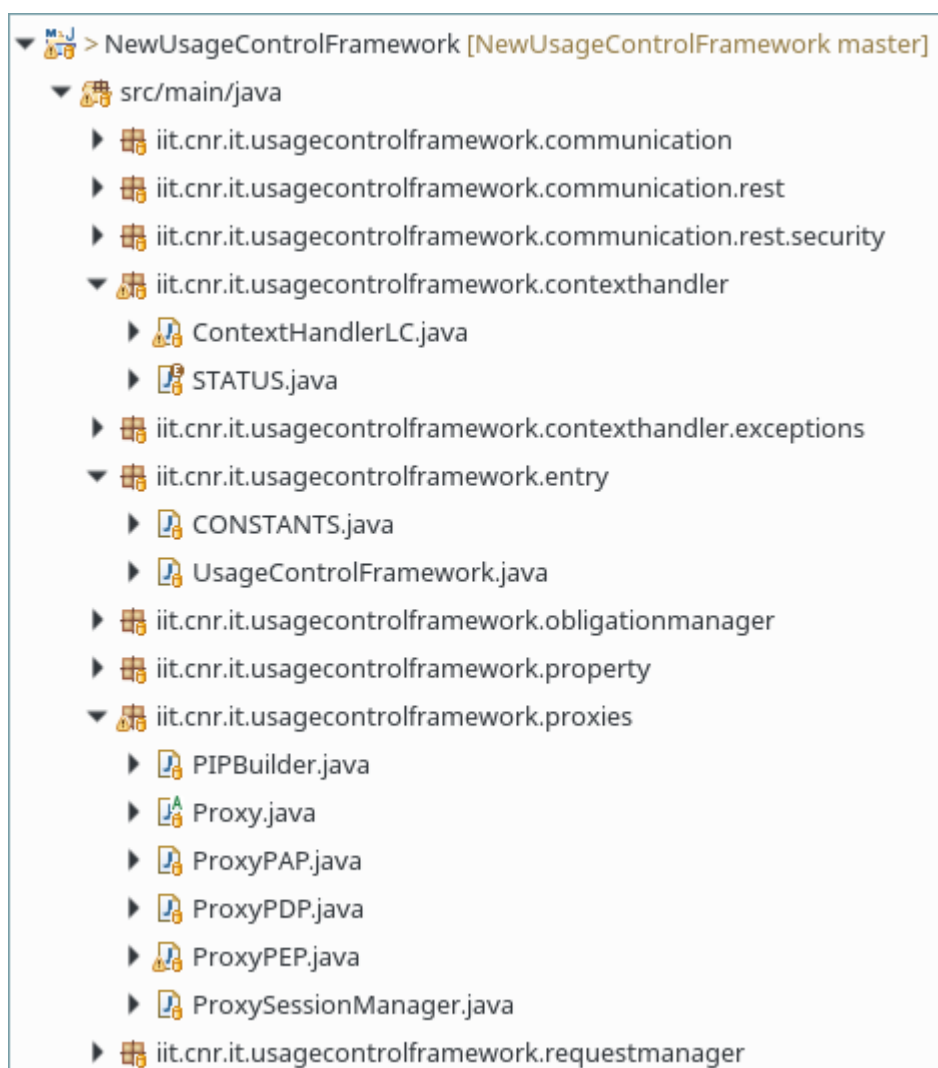 > NewUsageControlFramework [NewUsageControlFramework master]
src/main/java
iit.cnr.it.usagecontrolframework.communication
iit.cnr.it.usagecontrolframework.communication.rest
iit.cnr.it.usagecontrolframework.communication.rest.security
iit.cnr.it.usagecontrolframework.contexthandler
ContextHandlerLC.java
STATUS.java
iit.cnr.it.usagecontrolframework.contexthandler.exceptions
iit.cnr.it.usagecontrolframework.entry
CONSTANTS.java
UsageControlFramework.java
iit.cnr.it.usagecontrolframework.obligationmanager
iit.cnr.it.usagecontrolframework.property
iit.cnr.it.usagecontrolframework.proxies
PIPBuilder.java
Proxy.java
ProxyPAP.java
ProxyPDP.java
ProxyPEP.java
ProxySessionManager.java
iit.cnr.it.usagecontrolframework.requestmanager